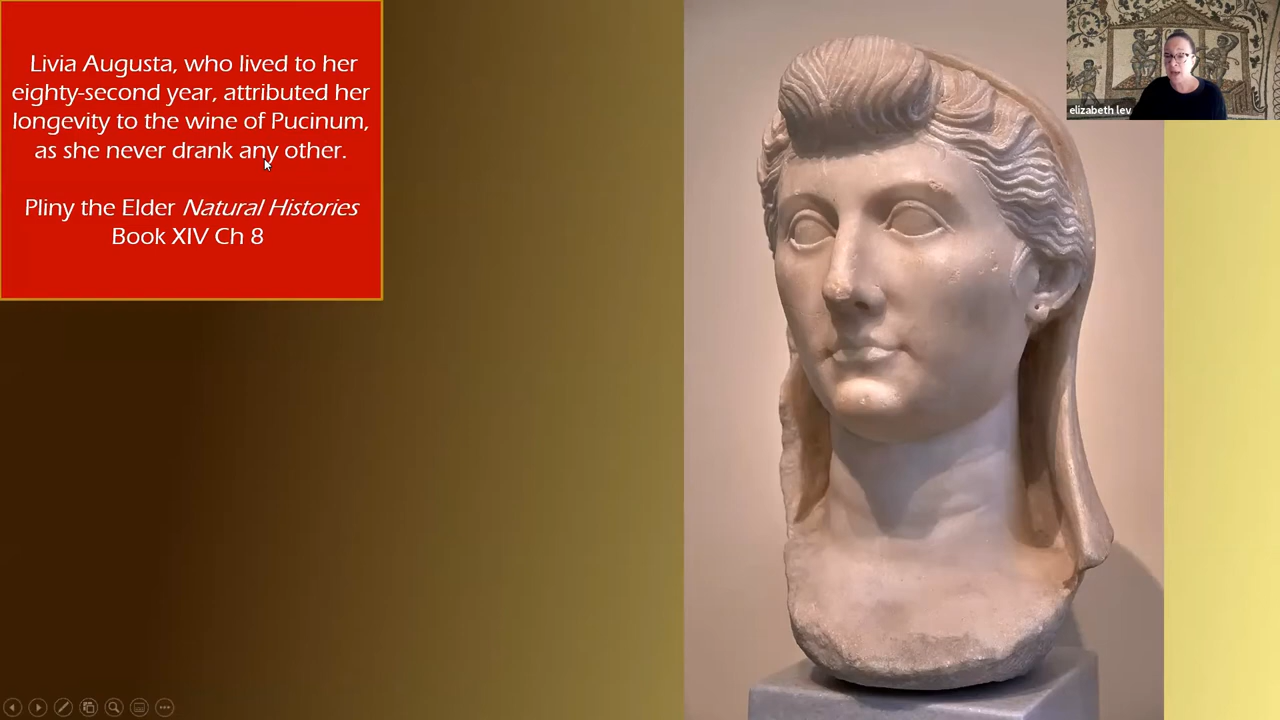 Livia Augusta, who lived to her
eighty-second year, attributed her
longevity to the wine of Pucinum,
as she never drank any other.
Pliny the Elder Natural Histories
Book XIV Ch 8
elizabeth lev